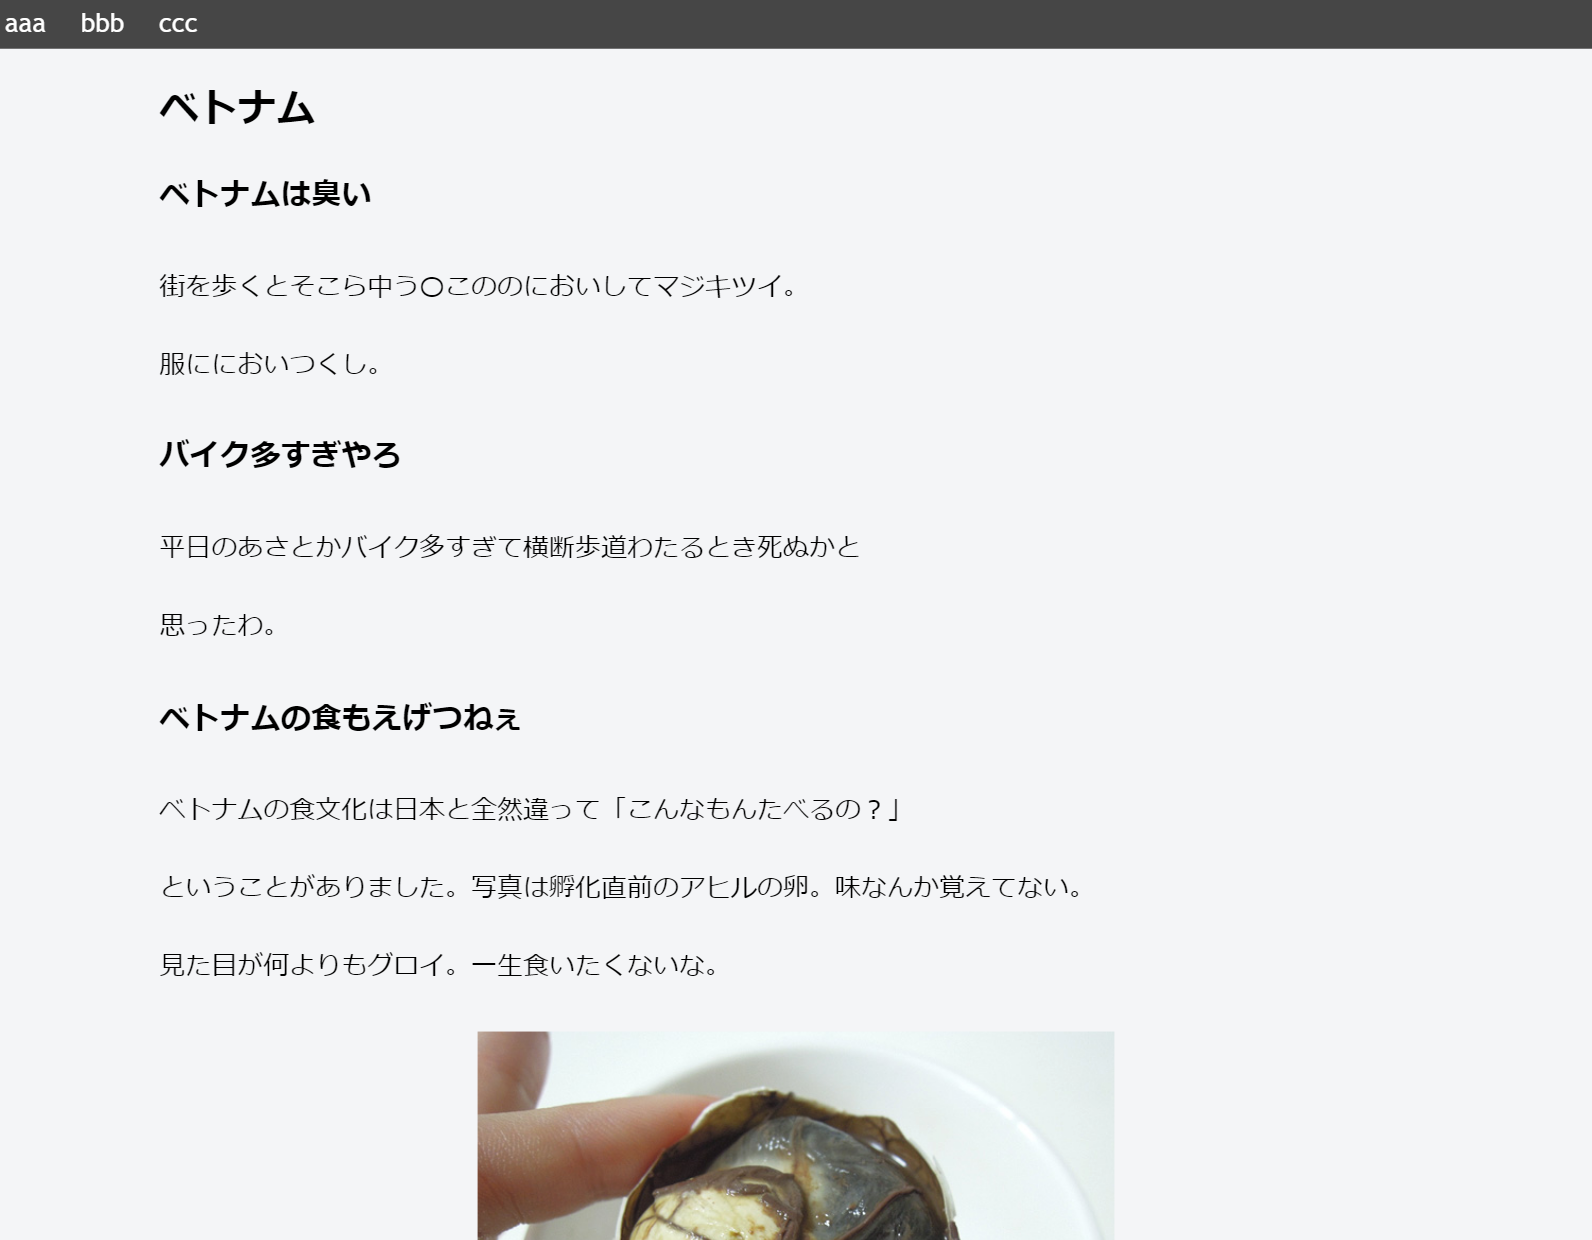 aaa bbb ccc
ベトナム
ベトナムは臭い
街を歩くとそこら中う〇こののにおいしてマジキツイ。
服ににおいつくし。
バイク多すぎやろ
平日のあさとかバイク多すぎて横断歩道わたるとき死ぬかと
思ったわ。
ベトナムの食もえげつねぇ
ベトナムの食文化は日本と全然違って「こんなもんたべるの？」
ということがありました。写真は孵化直前のアヒルの卵。味なんか覚えてない。
見た目が何よりもグロイ。一生食いたくないな。